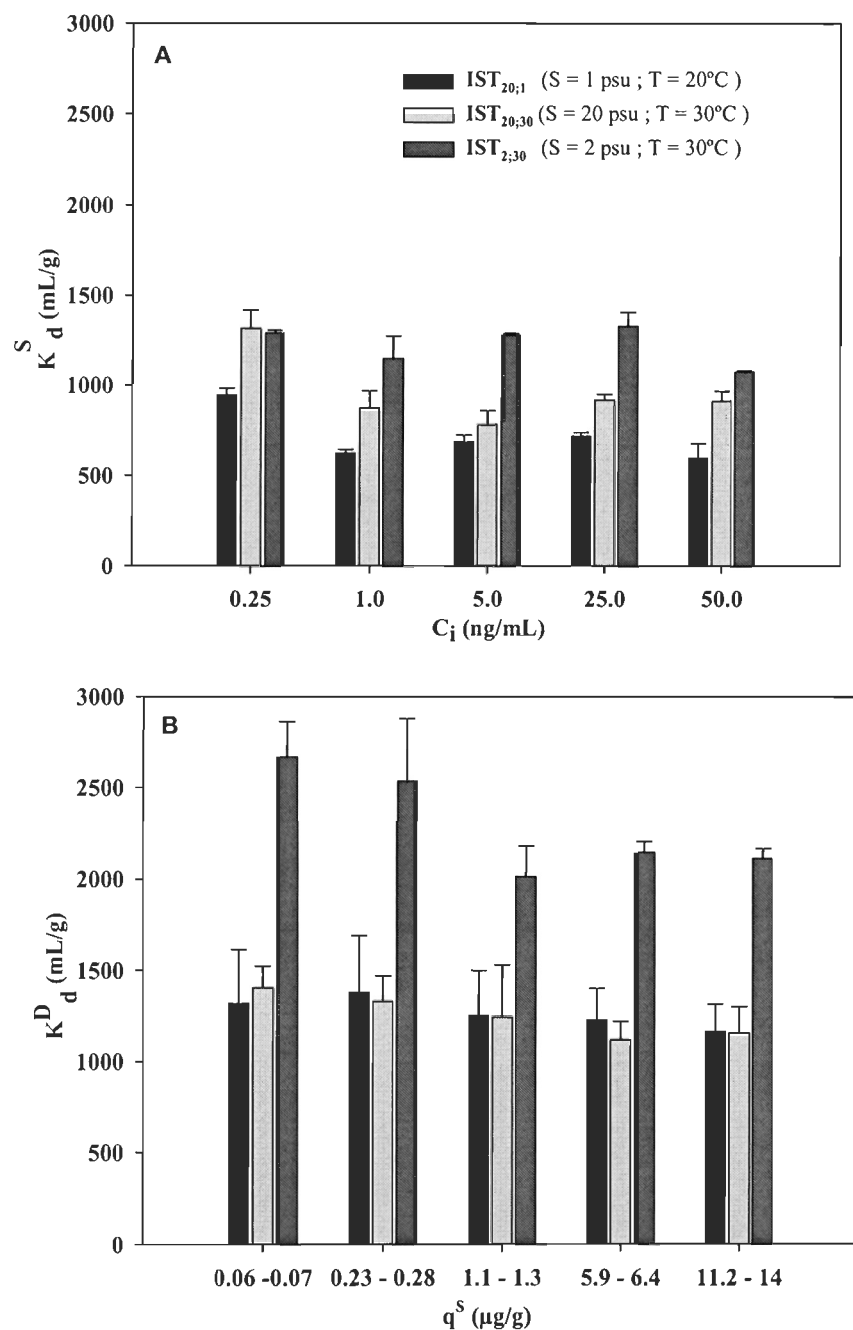 A
3000
2500
2000
1500
1000
500
0
K^S_d (mL/g)
IST20;1 (S = 1 psu ; T = 20ºC )
IST20;30 (S = 20 psu ; T = 30ºC )
IST2;30 (S = 2 psu ; T = 30ºC )
0.25 1.0 5.0 25.0 50.0
Ci (ng/mL)
B
3000
2500
2000
1500
1000
500
0
K^D_d (mL/g)
0.06 -0.07 0.23 - 0.28 1.1 - 1.3 5.9 - 6.4 11.2 - 14
q^S (µg/g)